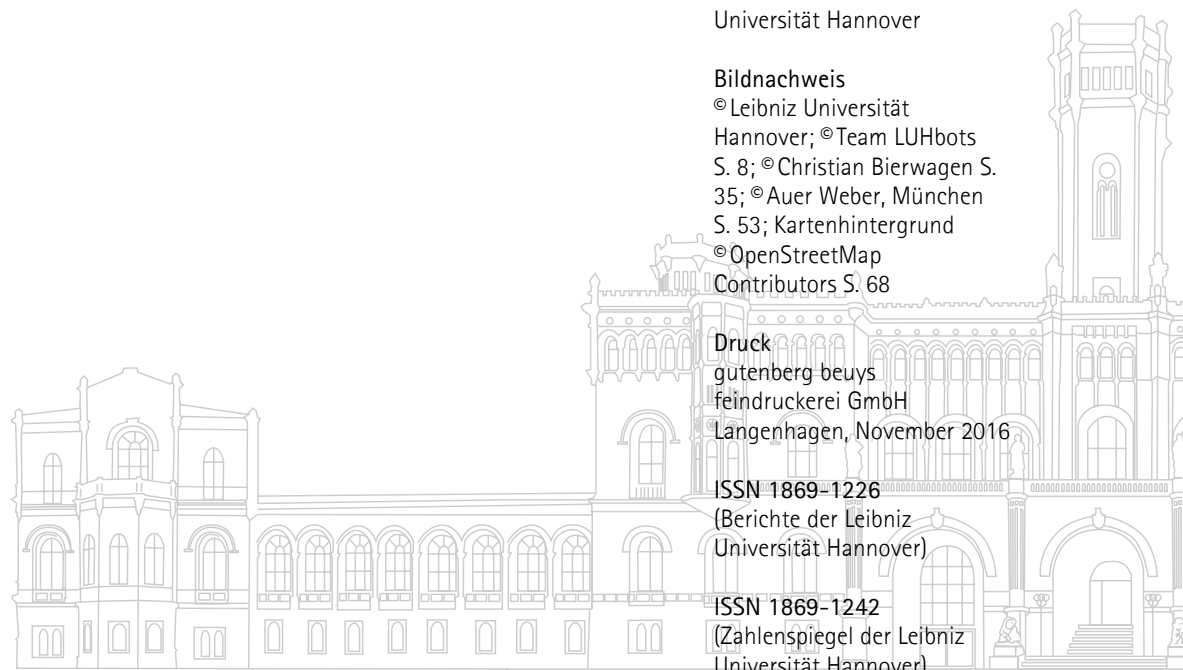 Universität Hannover
Bildnachweis
© Leibniz Universität
Hannover; © Team LUHbots
S. 8; © Christian Bierwagen S.
35; © Auer Weber, München
S. 53; Kartenhintergrund
© OpenStreetMap
Contributors S. 68
Druck
gutenberg beuys
feindruckerei GmbH
Langenhagen, November 2016
ISSN 1869-1226
(Berichte der Leibniz
Universität Hannover)
ISSN 1869-1242
(Zahlenspiegel der Leibniz
Universität Hannover)